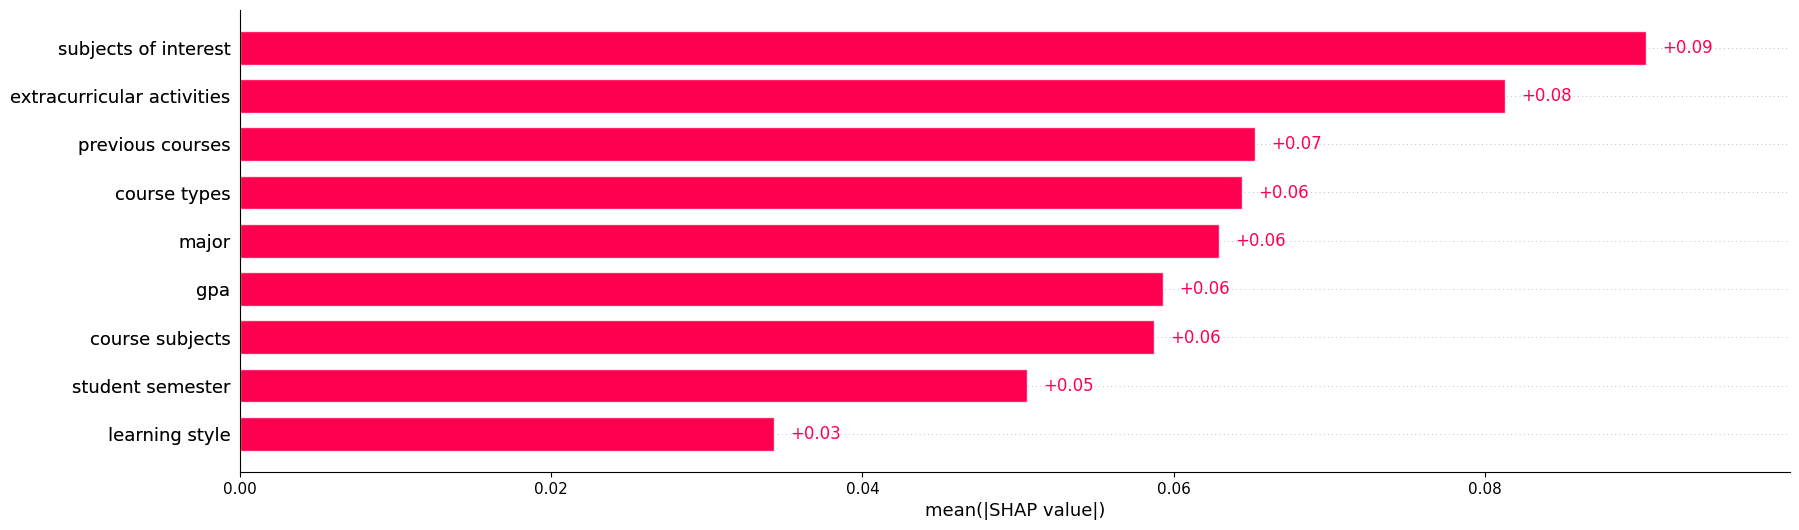 subjects of interest +0.09
extracurricular activities +0.08
previous courses +0.07
course types +0.06
major +0.06
gpa +0.06
course subjects +0.06
student semester +0.05
learning style +0.03
0.00 0.02 0.04 0.06 0.08
mean(|SHAP value|)